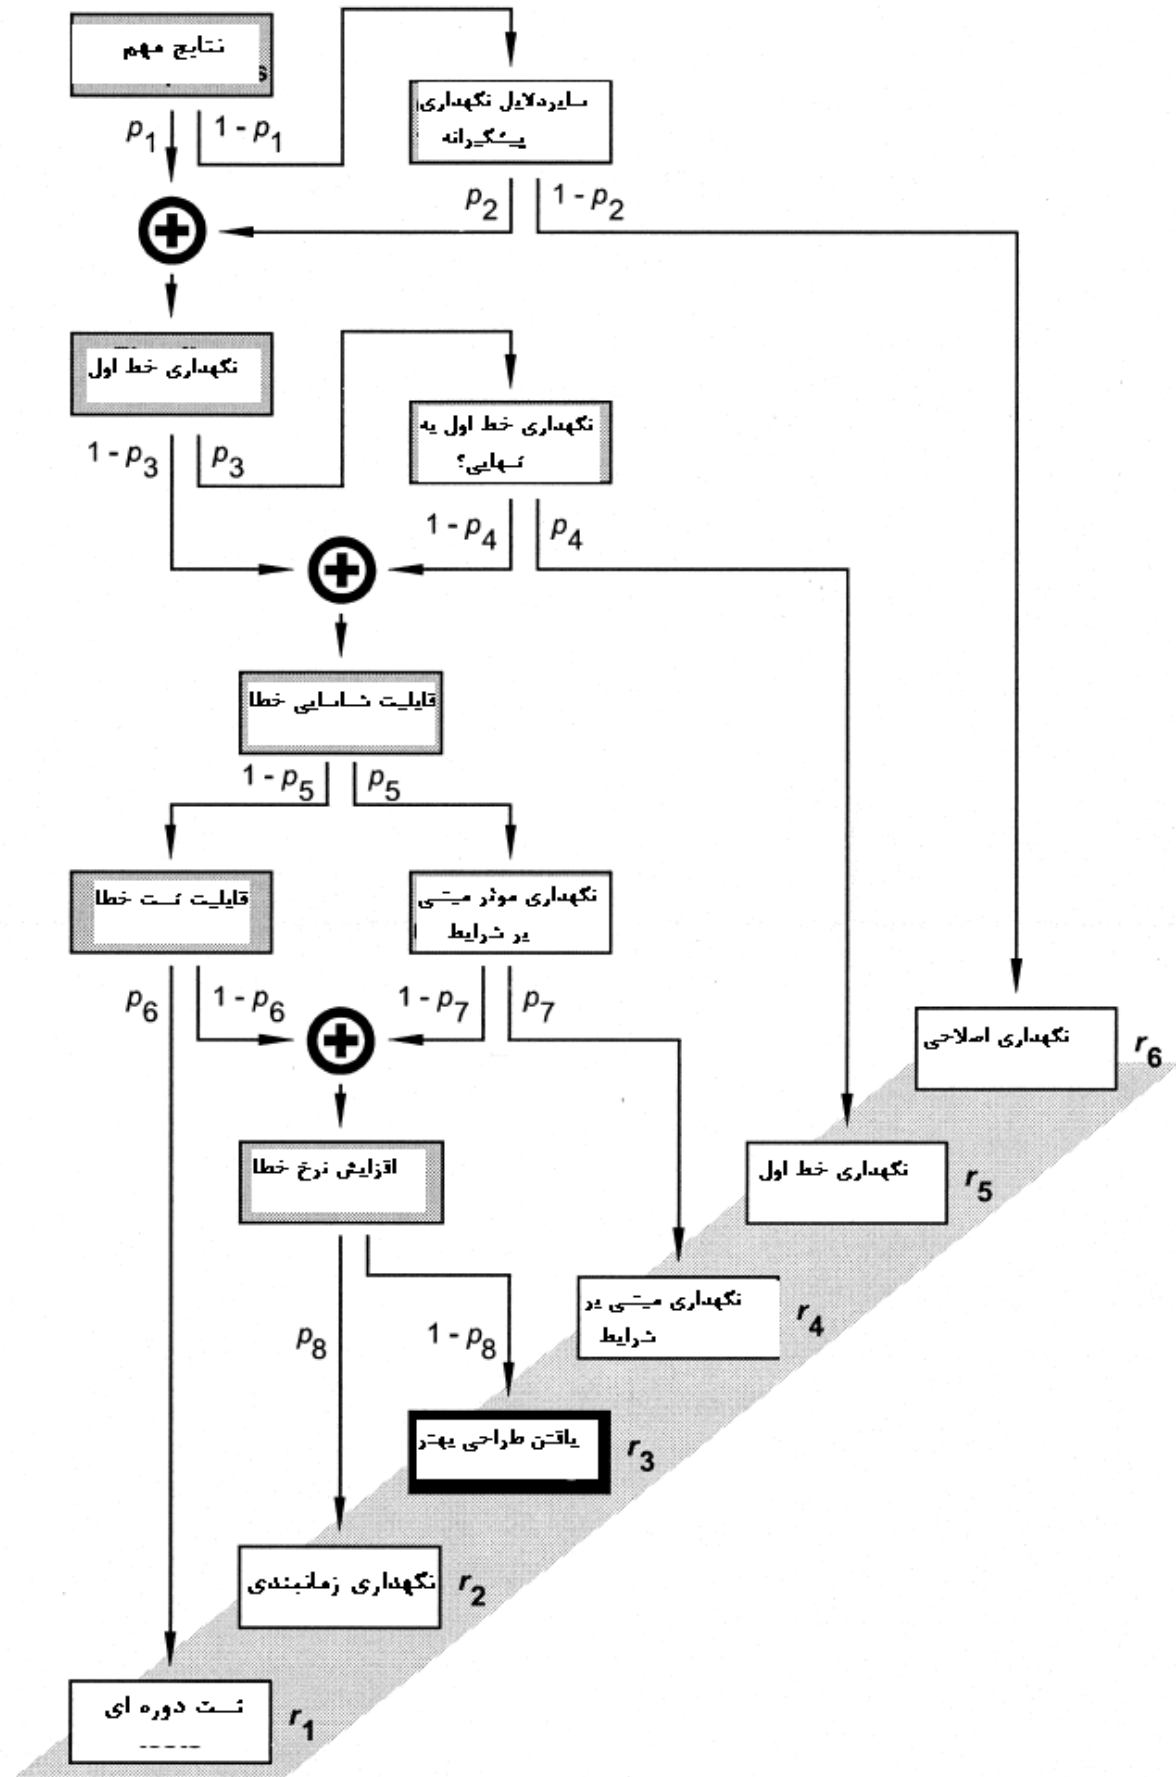 نتایج مهم
s
p1
1 - p1
سایردلایل نگهداری
پیشگیرانه
p2
1 - p2
نگهداری خط اول
1 - p3
p3
نگهداری خط اول به
تنهایی؟
1 - p4
p4
قابلیت شناسایی خطا
1 - p5
p5
قابلیت تست خطا
نگهداری موثر مبتنی
بر شرایط
p6
1 - p6
1 - p7
p7
نگهداری اصلاحی
r6
افزایش نرخ خطا
نگهداری خط اول
r5
نگهداری مبتنی بر
شرایط
r4
p8
1 - p8
یافتن طراحی بهتر
r3
نگهداری زمانبندی
r2
تست دوره ای
r1